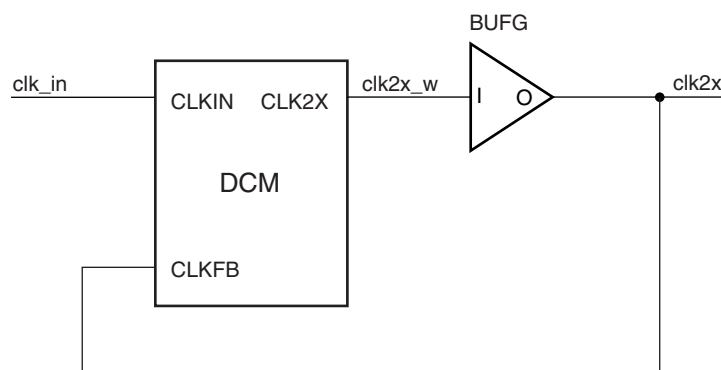 BUFG
clk_in
clk2x_w
clk2x
CLKIN
CLK2X
I
O
DCM
CLKFB